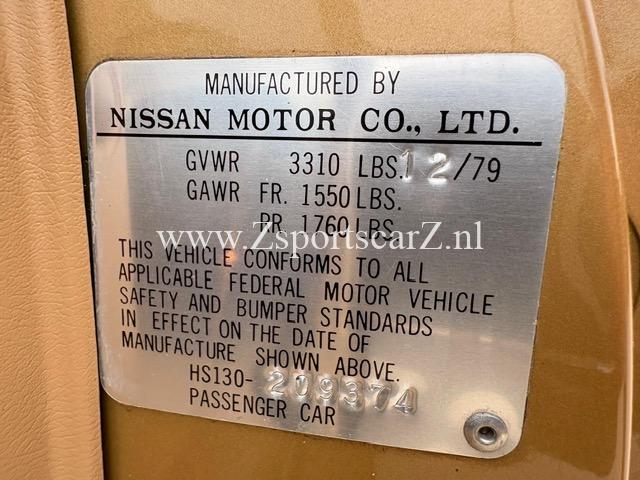 MANUFACTURED BY
NISSAN MOTOR CO., LTD.
GVWR 3310 LBS. 12/79
GAWR FR. 1550 LBS.
RR 1760 LBS.
www.ZsportscarZ.nl
THIS VEHICLE CONFORMS TO ALL
APPLICABLE FEDERAL MOTOR VEHICLE
SAFETY AND BUMPER STANDARDS
IN EFFECT ON THE DATE OF
MANUFACTURE SHOWN ABOVE.
HS130-209374
PASSENGER CAR